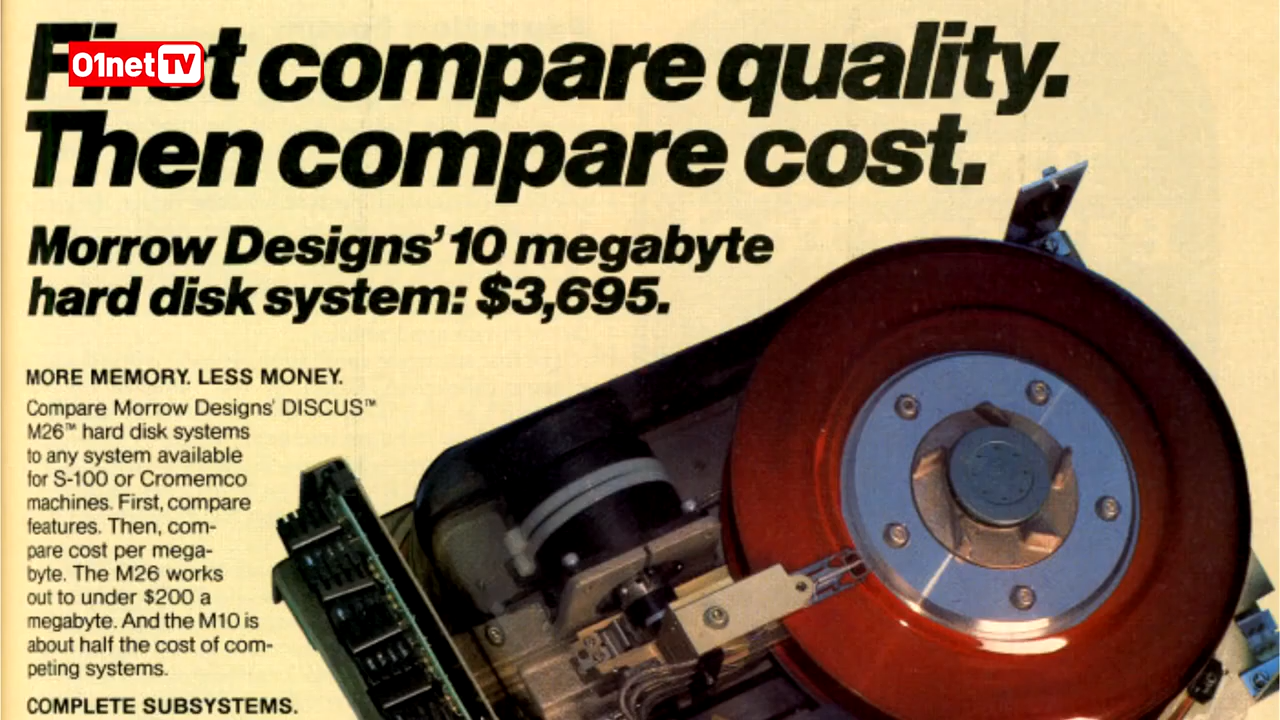 01net TV
First compare quality.
Then compare cost.
Morrow Designs' 10 megabyte
hard disk system: $3,695.
MORE MEMORY. LESS MONEY.
Compare Morrow Designs' DISCUS™
M26™ hard disk systems
to any system available
for S-100 or Cromemco
machines. First, compare
features. Then, com-
pare cost per mega-
byte. The M26 works
out to under $200 a
megabyte. And the M10 is
about half the cost of com-
peting systems.
COMPLETE SUBSYSTEMS.